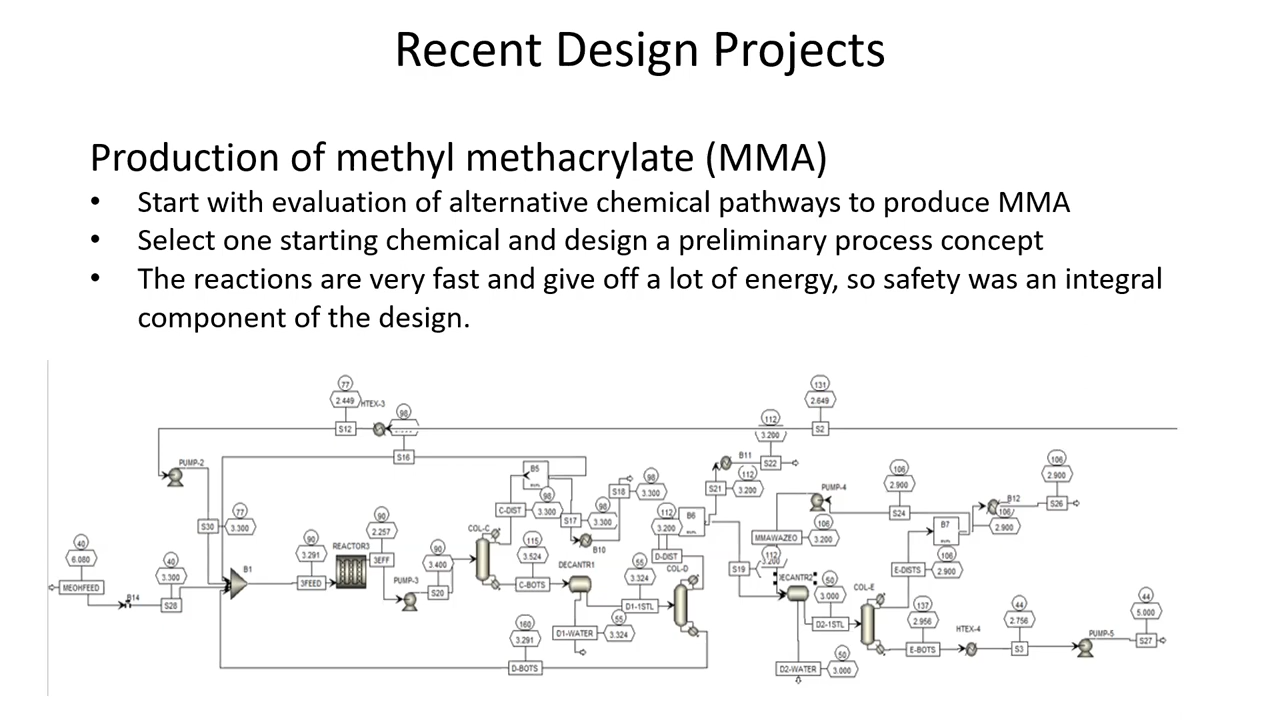 Recent Design Projects
Production of methyl methacrylate (MMA)
• Start with evaluation of alternative chemical pathways to produce MMA
• Select one starting chemical and design a preliminary process concept
• The reactions are very fast and give off a lot of energy, so safety was an integral
component of the design.
77
2.449
HTEX-3
S12
98
S16
131
2.649
S2
112
3.200
S22
B11
112
3.200
S21
PUMP-2
S30
77
3.300
40
6.080
MEOHFEED
B14
40
3.300
S28
B1
90
3.291
3FEED
REACTOR3
90
2.257
3EFF
PUMP-3
90
3.400
S20
COL-C
C-DIST
98
3.300
B5
S17
98
3.300
B10
S18
98
3.300
115
3.524
C-BOTS
DECANTR1
55
3.324
D1-1STL
D1-WATER
55
3.324
160
3.291
D-BOTS
COL-D
D-DIST
112
3.200
B6
S19
112
3.200
MMAWAZEO
106
3.200
PUMP-4
106
2.900
S24
DECANTR2
50
3.000
D2-1STL
D2-WATER
50
3.000
COL-E
E-DISTS
106
2.900
B7
106
2.900
B12
106
2.900
S26
137
2.956
E-BOTS
HTEX-4
44
2.756
S3
PUMP-5
44
5.000
S27